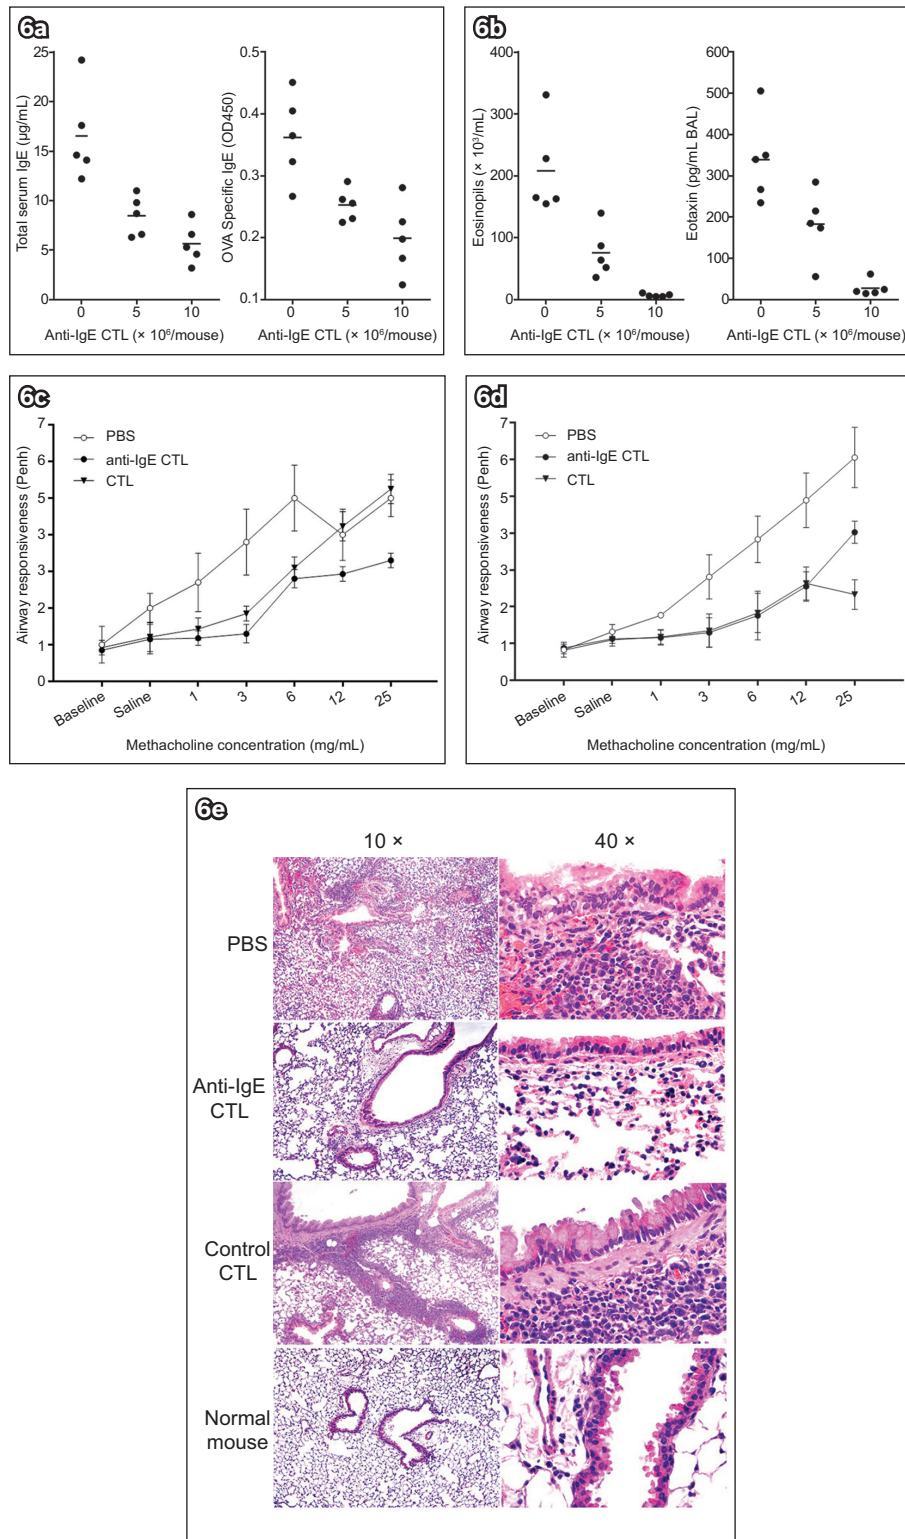 6a
Total serum IgE (µg/mL)
25
20
15
10
5
0
0
5
10
Anti-IgE CTL (× 10⁶/mouse)
OVA Specific IgE (OD450)
0.5
0.4
0.3
0.2
0.1
0
5
10
Anti-IgE CTL (× 10⁶/mouse)
6b
Eosinopils (× 10³/mL)
400
300
200
100
0
0
5
10
Anti-IgE CTL (× 10⁶/mouse)
Eotaxin (pg/mL BAL)
600
500
400
300
200
100
0
0
5
10
Anti-IgE CTL (× 10⁶/mouse)
6c
Airway responsiveness (Penh)
7
6
5
3
3
2
1
0
PBS
anti-IgE CTL
CTL
Baseline
Saline
1
3
6
12
25
Methacholine concentration (mg/mL)
6d
Airway responsiveness (Penh)
7
6
5
3
3
2
1
0
PBS
anti-IgE CTL
CTL
Baseline
Saline
1
3
6
12
25
Methacholine concentration (mg/mL)
6e
10 × 40 ×
PBS
Anti-IgE
CTL
Control
CTL
Normal
mouse